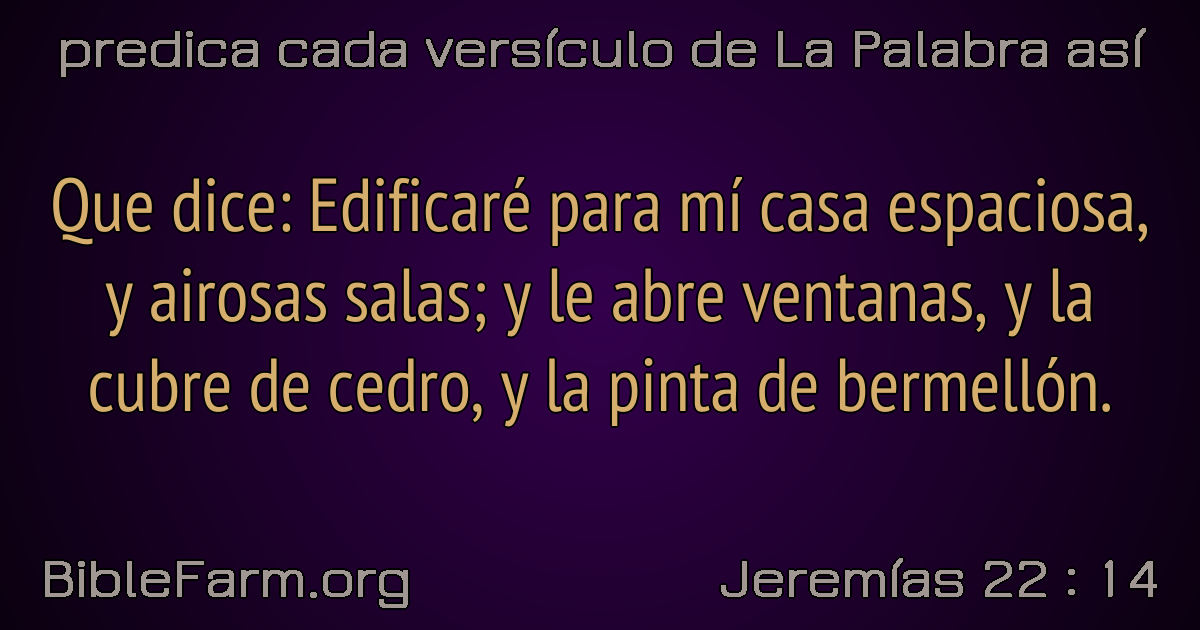 predica cada versículo de La Palabra así
Que dice: Edificaré para mí casa espaciosa,
y airosas salas; y le abre ventanas, y la
cubre de cedro, y la pinta de bermellón.
BibleFarm.org
Jeremías 22 : 14